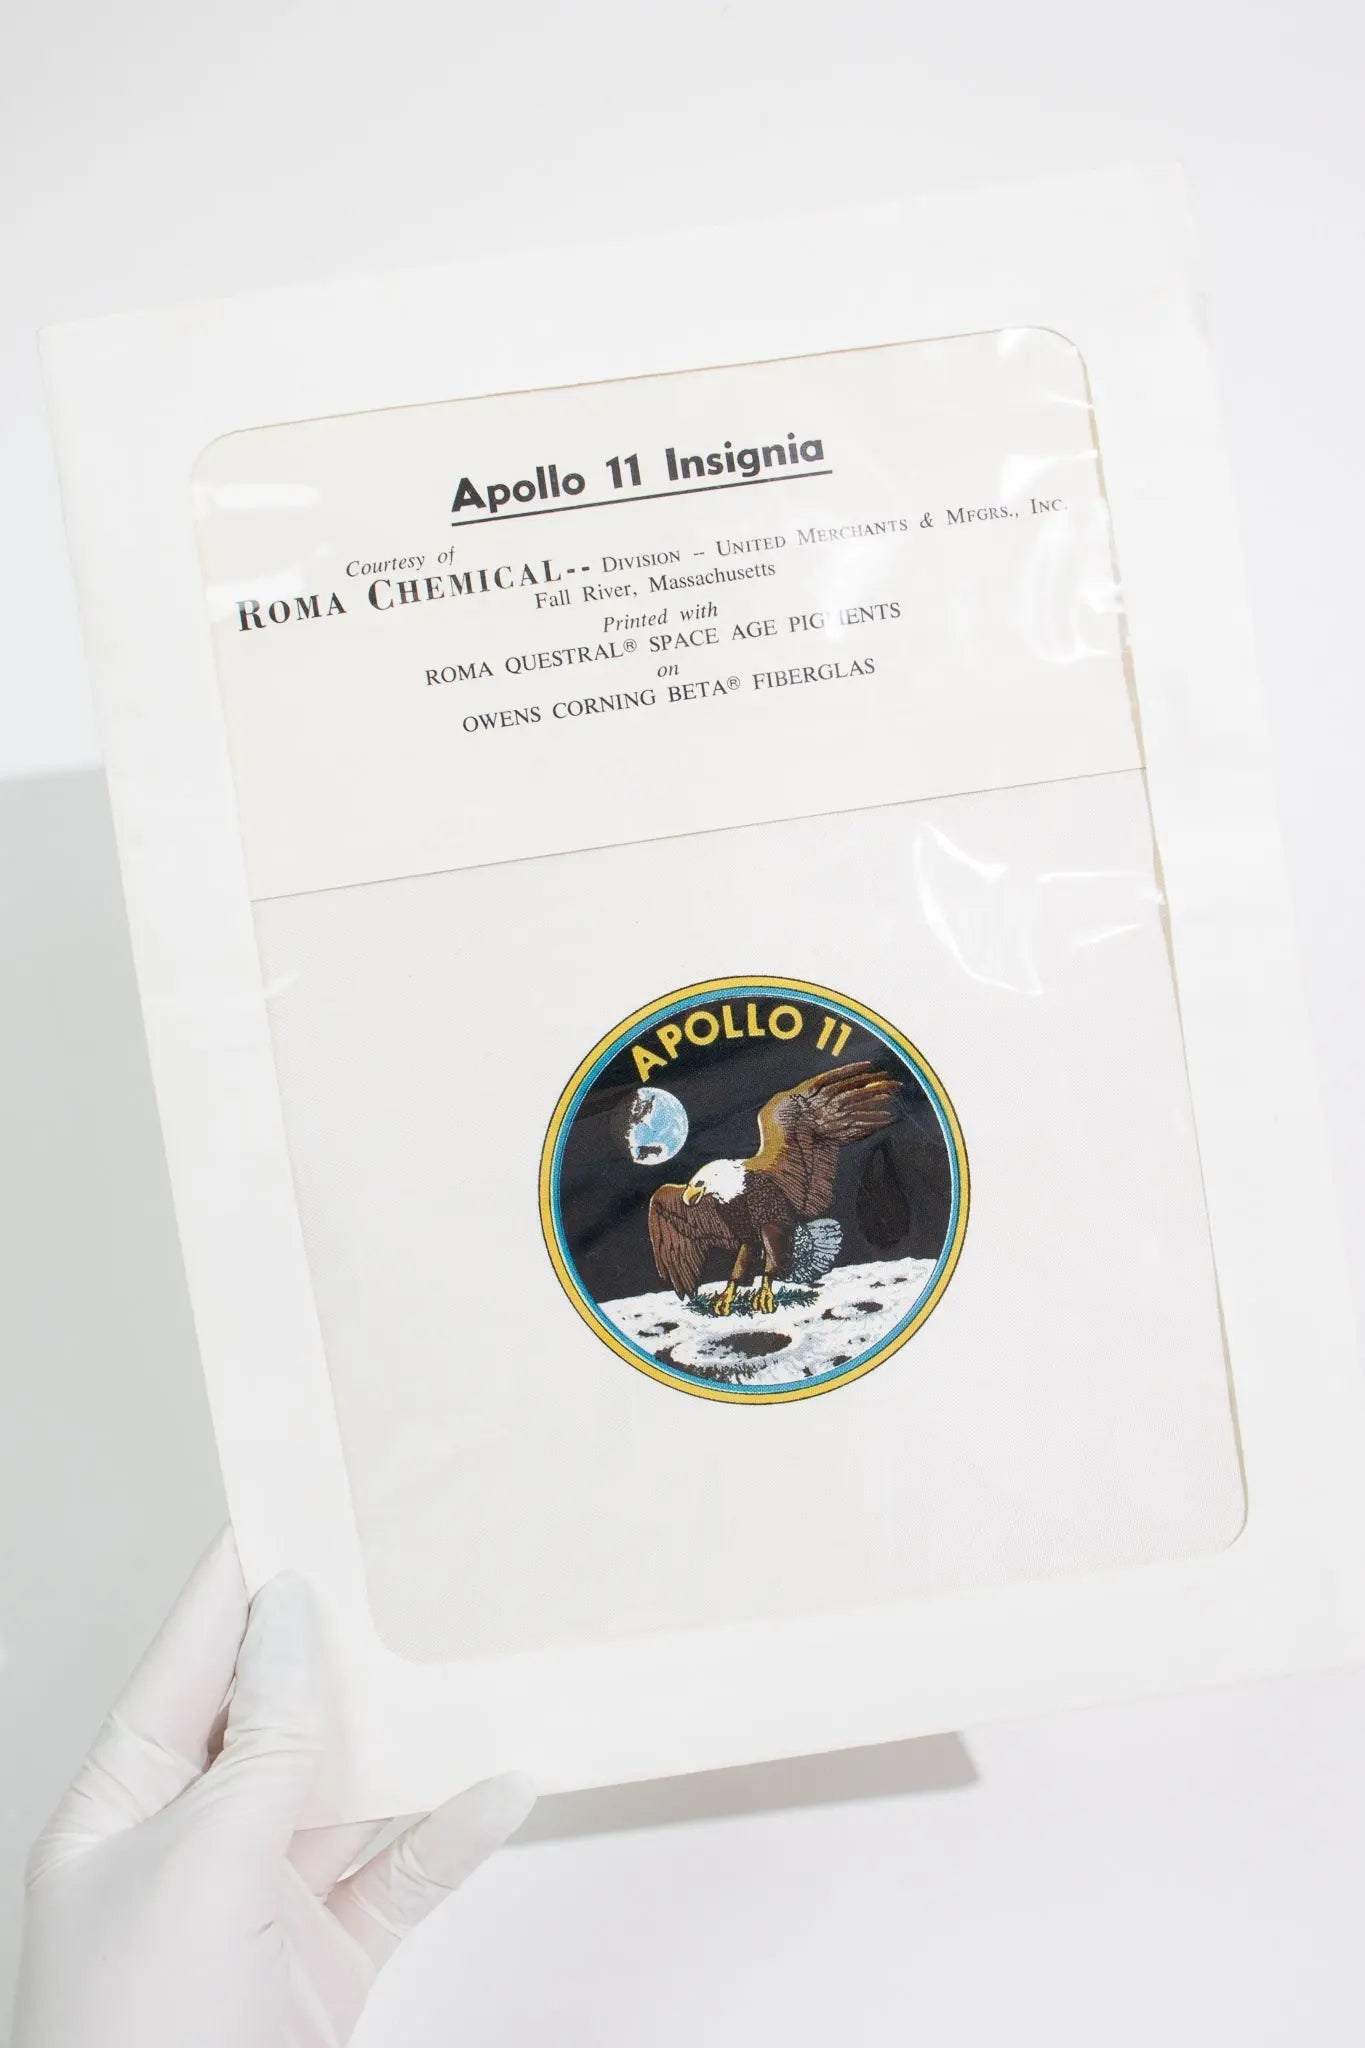 Apollo 11 Insignia
Courtesy of
ROMA CHEMICAL-- DIVISION -- UNITED MERCHANTS & MFGRS., INC.
Fall River, Massachusetts
Printed with
ROMA QUESTRAL® SPACE AGE PIGMENTS
on
OWENS CORNING BETA® FIBERGLAS
APOLLO 11